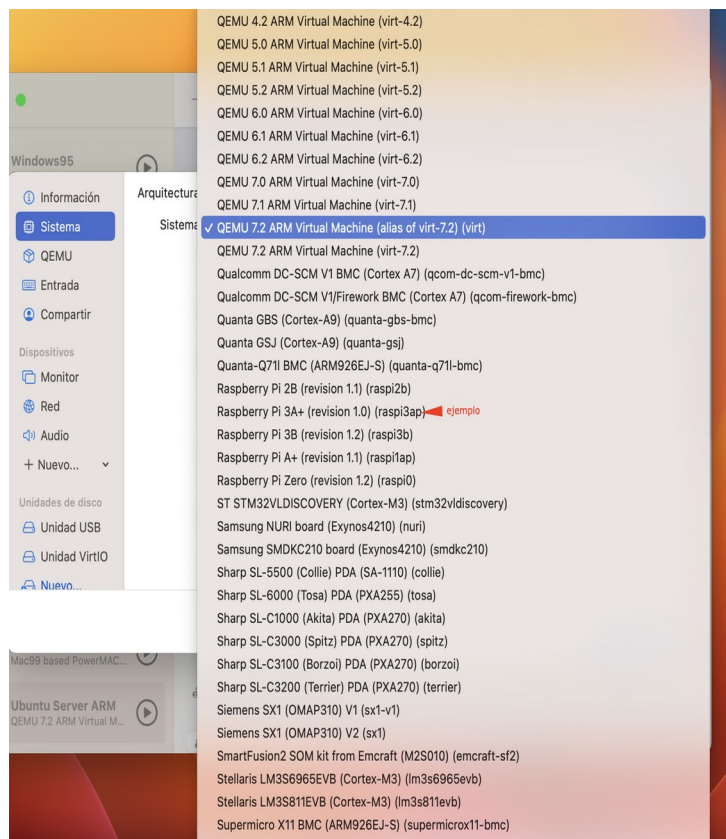 QEMU 4.2 ARM Virtual Machine (virt-4.2)
QEMU 5.0 ARM Virtual Machine (virt-5.0)
QEMU 5.1 ARM Virtual Machine (virt-5.1)
QEMU 5.2 ARM Virtual Machine (virt-5.2)
QEMU 6.0 ARM Virtual Machine (virt-6.0)
QEMU 6.1 ARM Virtual Machine (virt-6.1)
QEMU 6.2 ARM Virtual Machine (virt-6.2)
QEMU 7.0 ARM Virtual Machine (virt-7.0)
QEMU 7.1 ARM Virtual Machine (virt-7.1)
✓ QEMU 7.2 ARM Virtual Machine (alias of virt-7.2) (virt)
QEMU 7.2 ARM Virtual Machine (virt-7.2)
Qualcomm DC-SCM V1 BMC (Cortex A7) (qcom-dc-scm-v1-bmc)
Qualcomm DC-SCM V1/Firework BMC (Cortex A7) (qcom-firework-bmc)
Quanta GBS (Cortex-A9) (quanta-gbs-bmc)
Quanta GSJ (Cortex-A9) (quanta-gsj)
Quanta-Q71l BMC (ARM926EJ-S) (quanta-q71l-bmc)
Raspberry Pi 2B (revision 1.1) (raspi2b)
Raspberry Pi 3A+ (revision 1.0) (raspi3ap) ejemplo
Raspberry Pi 3B (revision 1.2) (raspi3b)
Raspberry Pi A+ (revision 1.1) (raspi1ap)
Raspberry Pi Zero (revision 1.2) (raspi0)
ST STM32VLDISCOVERY (Cortex-M3) (stm32vldiscovery)
Samsung NURI board (Exynos4210) (nuri)
Samsung SMDKC210 board (Exynos4210) (smdkc210)
Sharp SL-5500 (Collie) PDA (SA-1110) (collie)
Sharp SL-6000 (Tosa) PDA (PXA255) (tosa)
Sharp SL-C1000 (Akita) PDA (PXA270) (akita)
Sharp SL-C3000 (Spitz) PDA (PXA270) (spitz)
Sharp SL-C3100 (Borzoi) PDA (PXA270) (borzoi)
Sharp SL-C3200 (Terrier) PDA (PXA270) (terrier)
Siemens SX1 (OMAP310) V1 (sx1-v1)
Siemens SX1 (OMAP310) V2 (sx1)
SmartFusion2 SOM kit from Emcraft (M2S010) (emcraft-sf2)
Stellaris LM3S6965EVB (Cortex-M3) (lm3s6965evb)
Stellaris LM3S811EVB (Cortex-M3) (lm3s811evb)
Supermicro X11 BMC (ARM926EJ-S) (supermicrox11-bmc)
Windows95
Información
Sistema
QEMU
Entrada
Compartir
Dispositivos
Monitor
Red
Audio
+ Nuevo...
Unidades de disco
Unidad USB
Unidad VirtIO
Nuevo...
Arquitectura
Sistema
Mac99 based PowerMAC...
Ubuntu Server ARM
QEMU 7.2 ARM Virtual M...